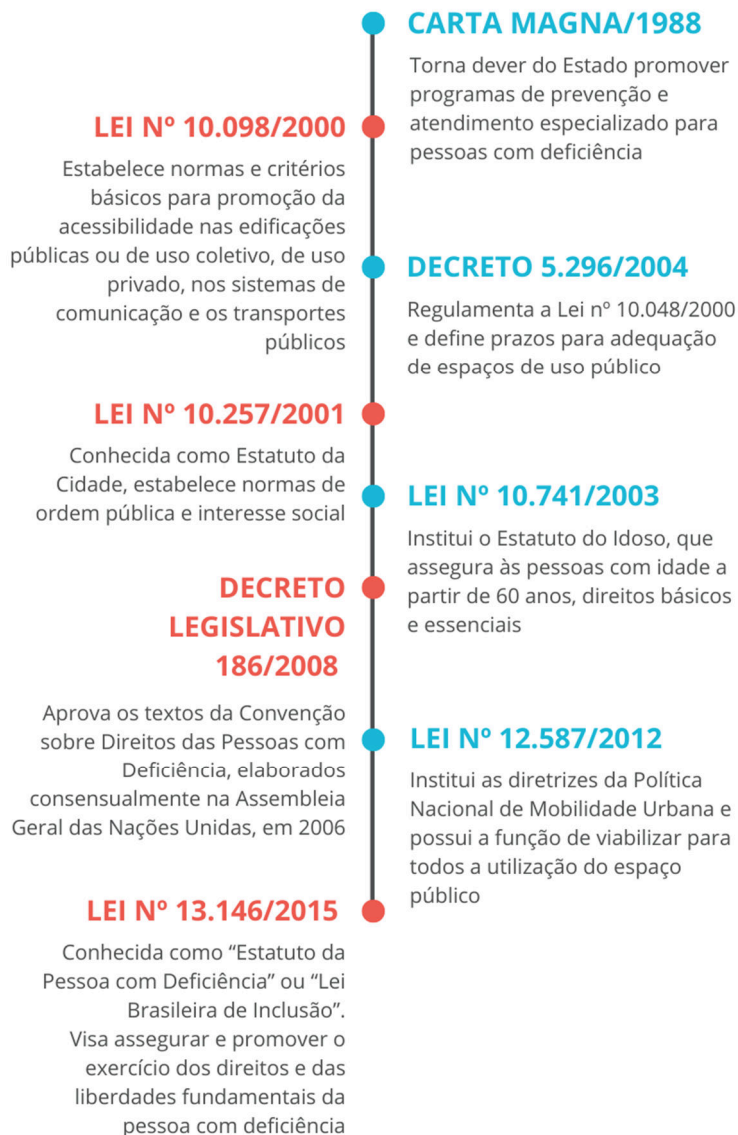 CARTA MAGNA/1988
Torna dever do Estado promover
programas de prevenção e
atendimento especializado para
pessoas com deficiência
LEI Nº 10.098/2000
Estabelece normas e critérios
básicos para promoção da
acessibilidade nas edificações
públicas ou de uso coletivo, de uso
privado, nos sistemas de
comunicação e os transportes
públicos
DECRETO 5.296/2004
Regulamenta a Lei nº 10.048/2000
e define prazos para adequação
de espaços de uso público
LEI Nº 10.257/2001
Conhecida como Estatuto da
Cidade, estabelece normas de
ordem pública e interesse social
LEI Nº 10.741/2003
Institui o Estatuto do Idoso, que
assegura às pessoas com idade a
partir de 60 anos, direitos básicos
e essenciais
DECRETO
LEGISLATIVO
186/2008
Aprova os textos da Convenção
sobre Direitos das Pessoas com
Deficiência, elaborados
consensualmente na Assembleia
Geral das Nações Unidas, em 2006
LEI Nº 12.587/2012
Institui as diretrizes da Política
Nacional de Mobilidade Urbana e
possui a função de viabilizar para
todos a utilização do espaço
público
LEI Nº 13.146/2015
Conhecida como “Estatuto da
Pessoa com Deficiência” ou “Lei
Brasileira de Inclusão”.
Visa assegurar e promover o
exercício dos direitos e das
liberdades fundamentais da
pessoa com deficiência